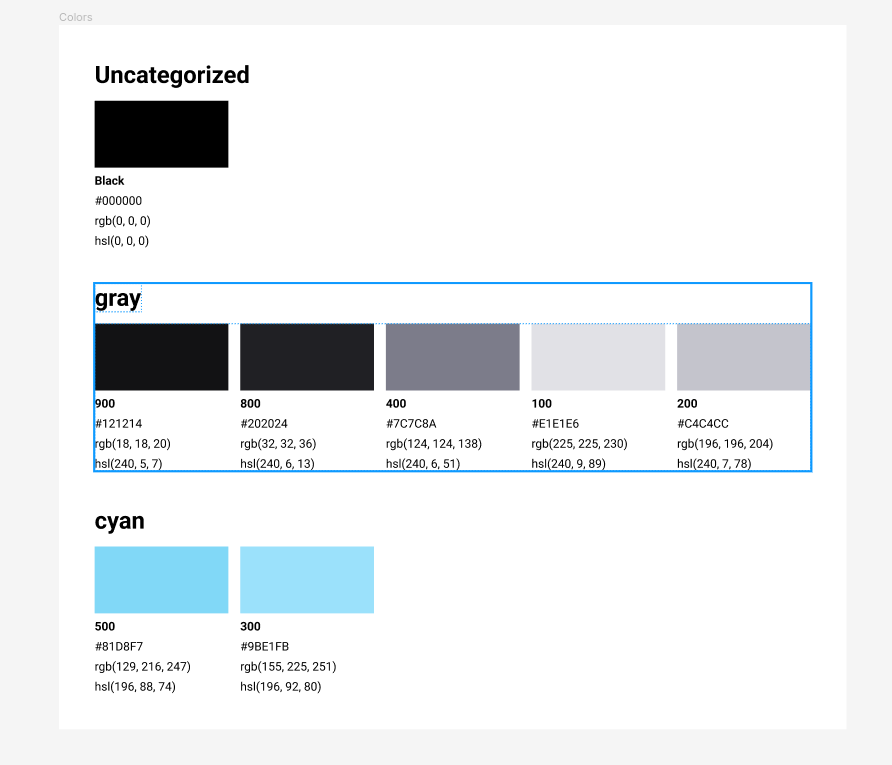 Colors
Uncategorized
Black
#000000
rgb(0, 0, 0)
hsl(0, 0, 0)
gray
900
#121214
rgb(18, 18, 20)
hsl(240, 5, 7)
800
#202024
rgb(32, 32, 36)
hsl(240, 6, 13)
400
#7C7C8A
rgb(124, 124, 138)
hsl(240, 6, 51)
100
#E1E1E6
rgb(225, 225, 230)
hsl(240, 9, 89)
200
#C4C4CC
rgb(196, 196, 204)
hsl(240, 7, 78)
cyan
500
#81D8F7
rgb(129, 216, 247)
hsl(196, 88, 74)
300
#9BE1FB
rgb(155, 225, 251)
hsl(196, 92, 80)